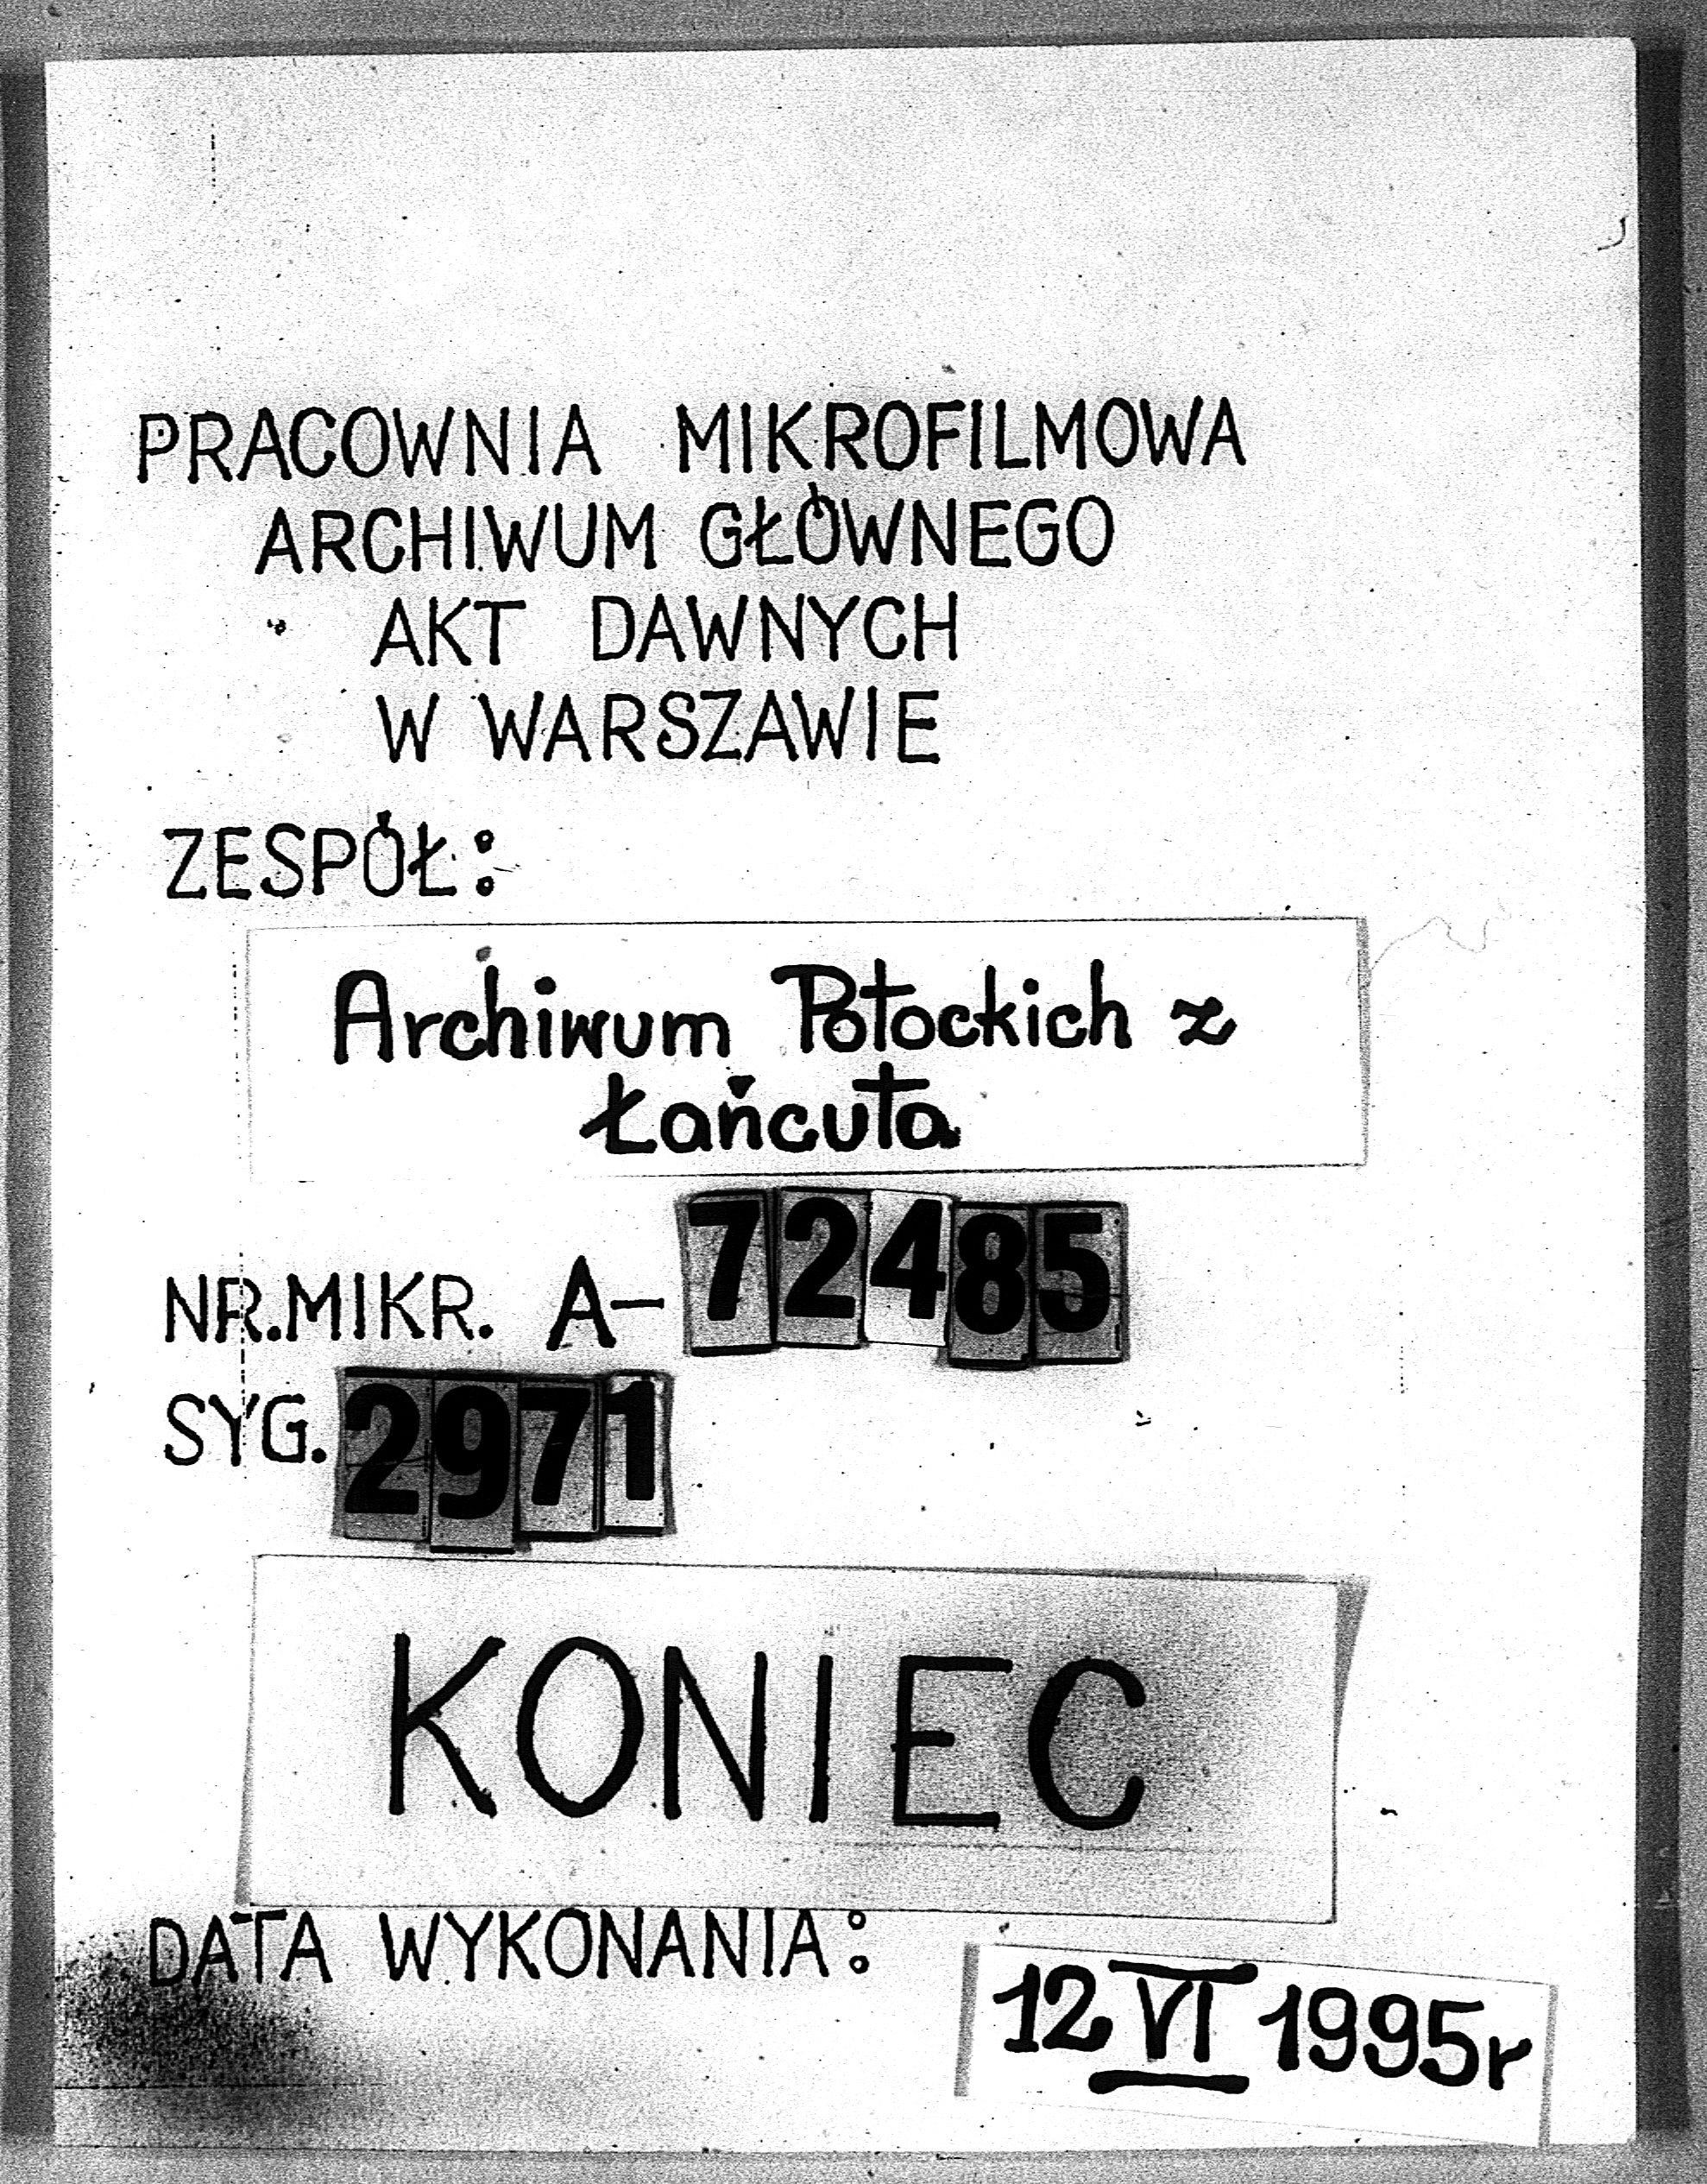 PRACOWNIA MIKROFILMOWA
ARCHIWUM GŁÓWNEGO
AKT DAWNYCH
W WARSZAWIE
ZESPÓŁ:
Archiwum Potockich z
Łańcuta
NR.MIKR. A-72485
SYG. 2971
KONIEC
DATA WYKONANIA:
12 VI 1995r